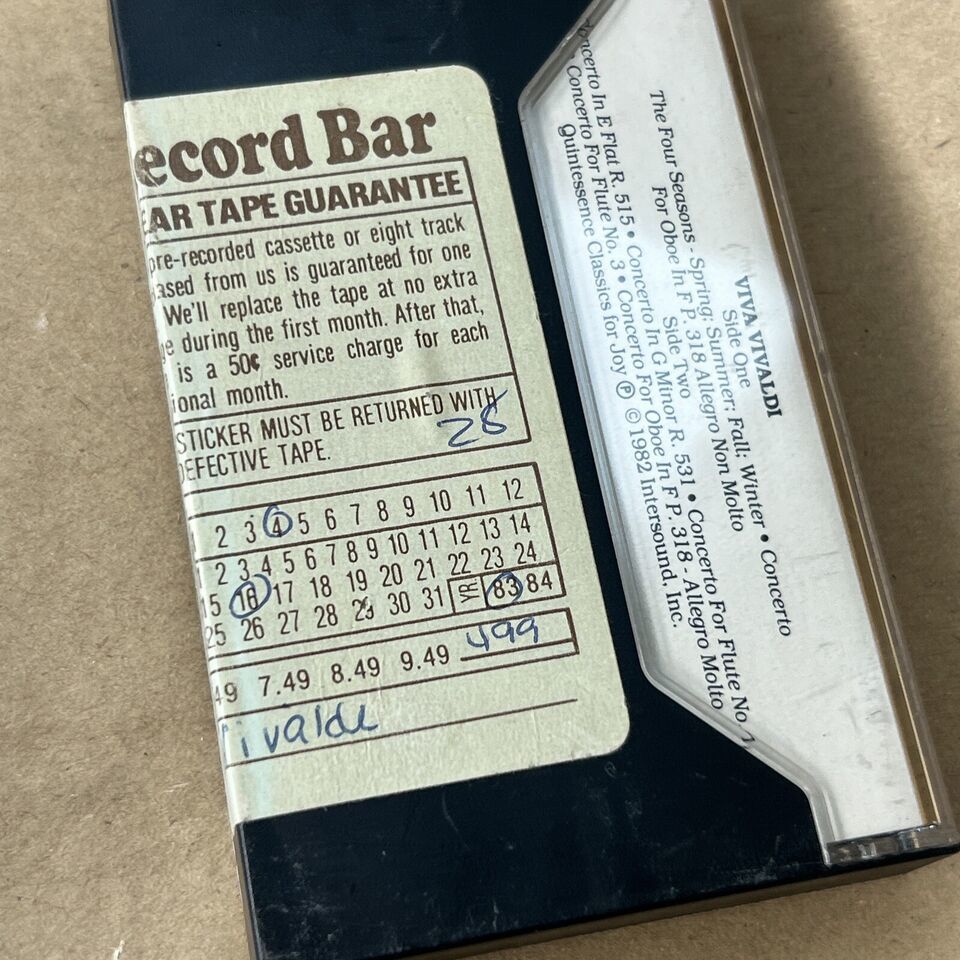 ecord Bar
EAR TAPE GUARANTEE
pre-recorded cassette or eight track
ased from us is guaranteed for one
We'll replace the tape at no extra
e during the first month. After that,
is a 50¢ service charge for each
ional month.
STICKER MUST BE RETURNED WITH
DEFECTIVE TAPE.
28
2 3 4 5 6 7 8 9 10 11 12
2 3 4 5 6 7 8 9 10 11 12 13 14
15 16 17 18 19 20 21 22 23 24
25 26 27 28 29 30 31 YR 83 84
49 7.49 8.49 9.49 499
Vivaldi
VIVA VIVALDI
Side One
The Four Seasons - Spring; Summer; Fall; Winter • Concerto
For Oboe In F P. 318 Allegro Non Molto
Side Two
Concerto In E Flat R. 515 • Concerto In G Minor R. 531 • Concerto For Flute No. 1
Concerto For Flute No. 3 • Concerto For Oboe In F P. 318 - Allegro Molto
Quintessence Classics for Joy Ⓟ © 1982 Intersound, Inc.